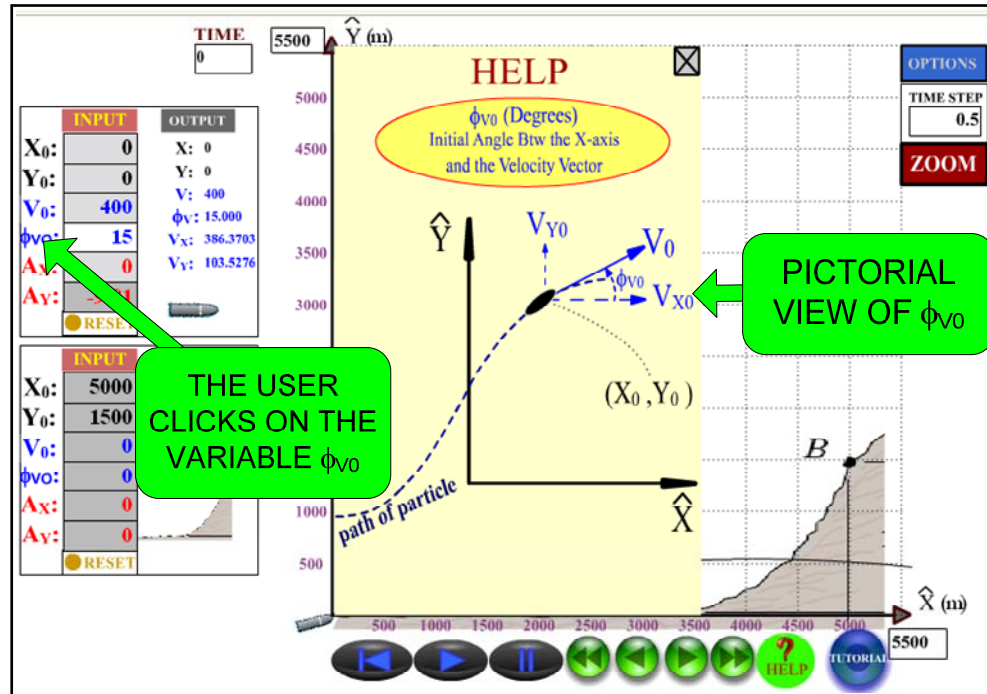 TIME
0
5500
Ŷ (m)
OPTIONS
TIME STEP
0.5
ZOOM
INPUT
OUTPUT
X0: 0
Y0: 0
V0: 400
ϕV0: 15
AX: 0
AY:
RESET
X: 0
Y: 0
V: 400
ϕV: 15.000
VX: 386.3703
VY: 103.5276
HELP
ϕV0 (Degrees)
Initial Angle Btw the X-axis
and the Velocity Vector
Ŷ
VY0
V0
ϕV0
VX0
(X0 ,Y0 )
X̂
path of particle
PICTORIAL
VIEW OF ϕV0
THE USER
CLICKS ON THE
VARIABLE ϕV0
INPUT
X0: 5000
Y0: 1500
V0: 0
ϕV0: 0
AX: 0
AY: 0
RESET
5000
4500
4000
3500
3000
1000
500
B
X̂ (m)
500 1000 1500 2000 2500 3000 3500 4000 4500 5000
5500
?
HELP
TUTORIAL